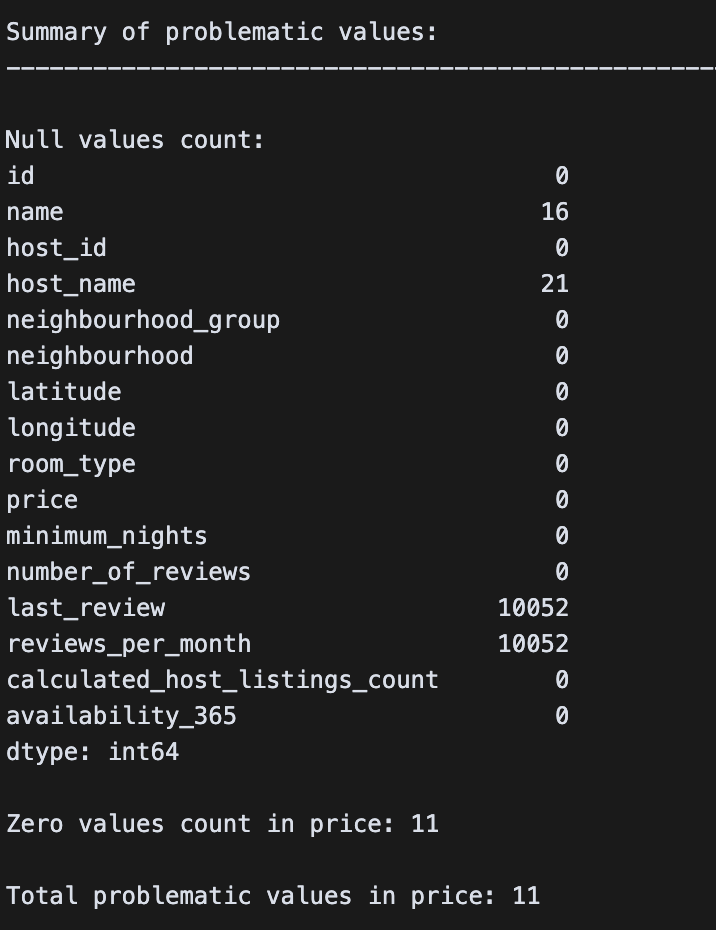 Summary of problematic values:
--------------------------------------------------
Null values count:
id 0
name 16
host_id 0
host_name 21
neighbourhood_group 0
neighbourhood 0
latitude 0
longitude 0
room_type 0
price 0
minimum_nights 0
number_of_reviews 0
last_review 10052
reviews_per_month 10052
calculated_host_listings_count 0
availability_365 0
dtype: int64
Zero values count in price: 11
Total problematic values in price: 11